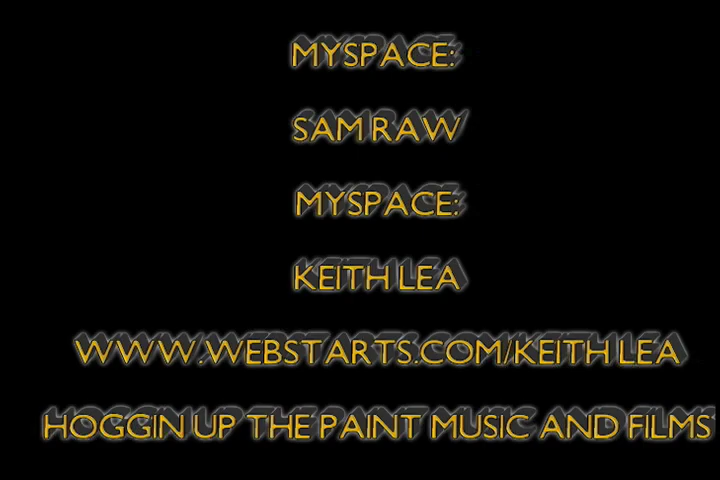 MYSPACE:
SAM RAW
MYSPACE:
KEITH LEA
WWW.WEBSTARTS.COM/KEITH LEA
HOGGIN UP THE PAINT MUSIC AND FILMS